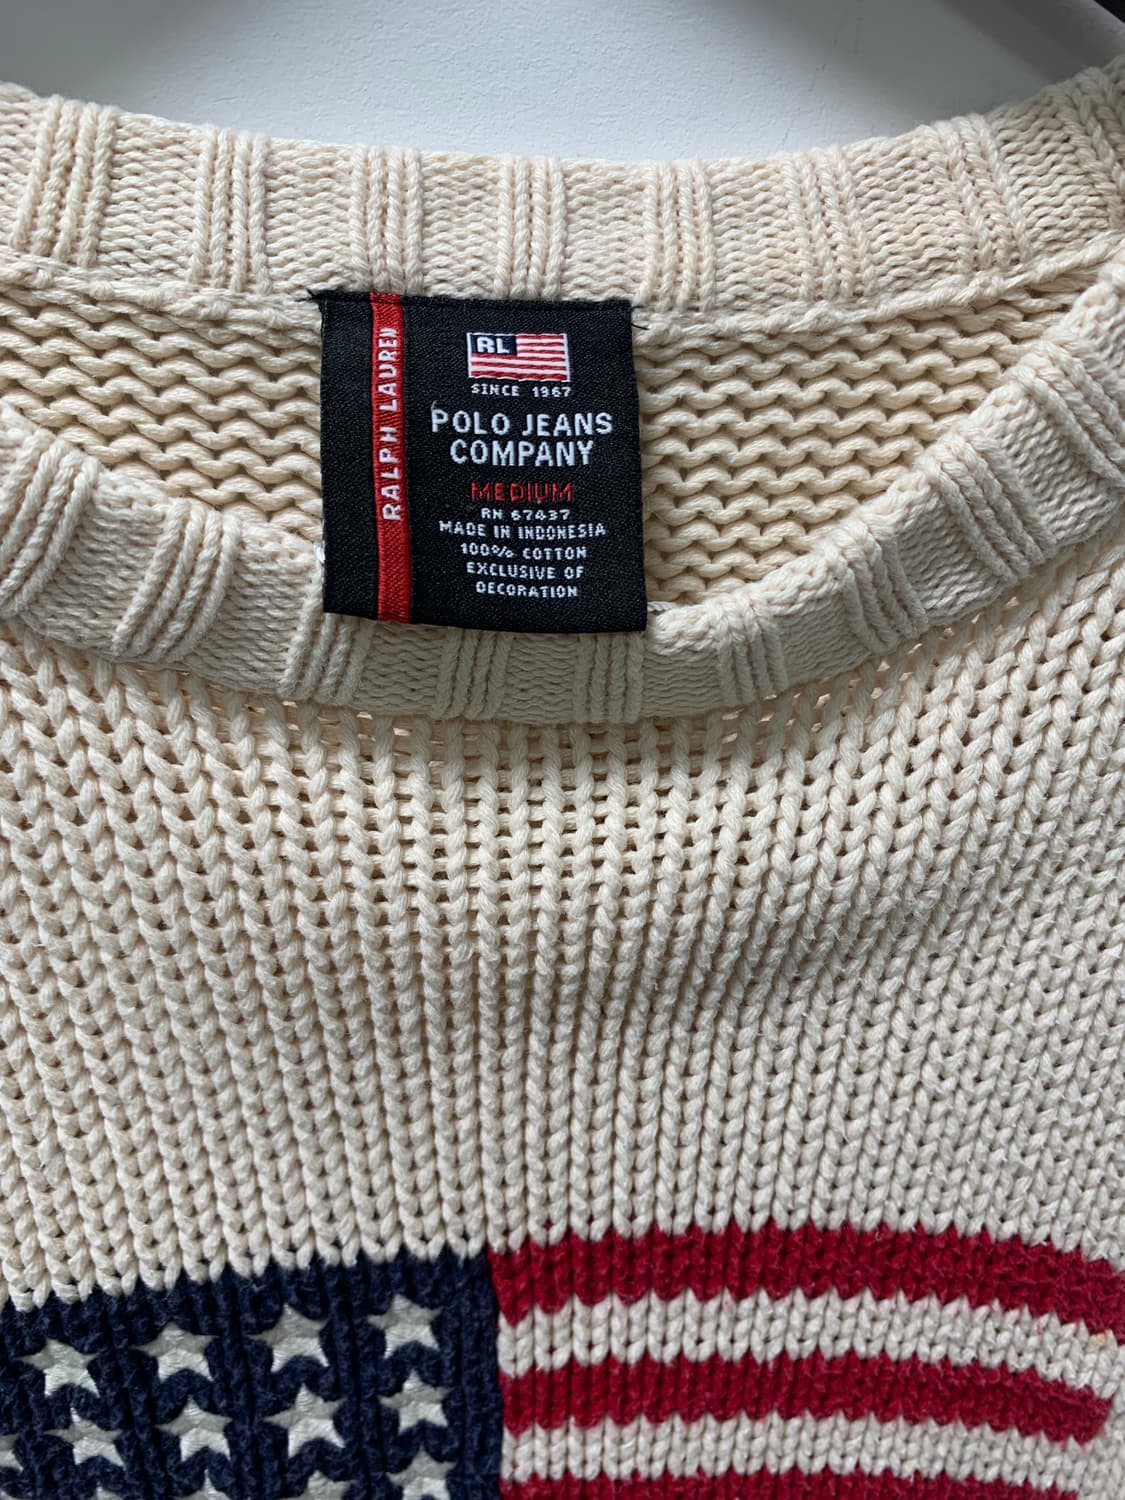 RALPH LAUREN
RL
SINCE 1967
POLO JEANS
COMPANY
MEDIUM
RN 67437
MADE IN INDONESIA
100% COTTON
EXCLUSIVE OF
DECORATION